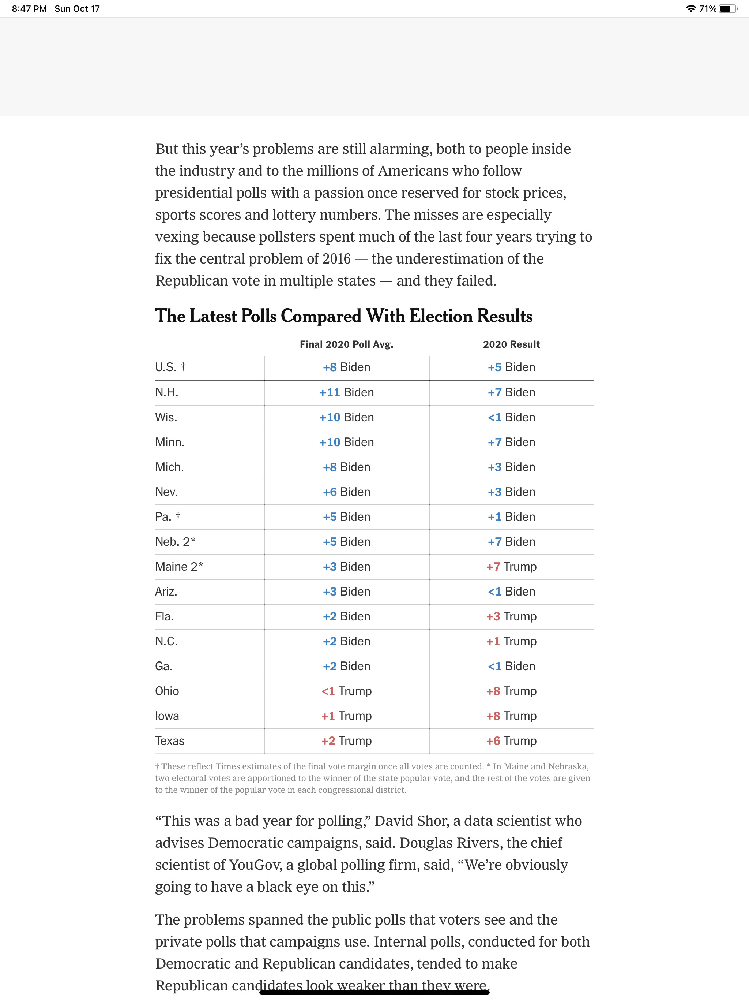 8:47 PM Sun Oct 17
71%
But this year’s problems are still alarming, both to people inside
the industry and to the millions of Americans who follow
presidential polls with a passion once reserved for stock prices,
sports scores and lottery numbers. The misses are especially
vexing because pollsters spent much of the last four years trying to
fix the central problem of 2016 — the underestimation of the
Republican vote in multiple states — and they failed.
The Latest Polls Compared With Election Results
Final 2020 Poll Avg. 2020 Result
U.S. † +8 Biden +5 Biden
N.H. +11 Biden +7 Biden
Wis. +10 Biden <1 Biden
Minn. +10 Biden +7 Biden
Mich. +8 Biden +3 Biden
Nev. +6 Biden +3 Biden
Pa. † +5 Biden +1 Biden
Neb. 2* +5 Biden +7 Biden
Maine 2* +3 Biden +7 Trump
Ariz. +3 Biden <1 Biden
Fla. +2 Biden +3 Trump
N.C. +2 Biden +1 Trump
Ga. +2 Biden <1 Biden
Ohio <1 Trump +8 Trump
Iowa +1 Trump +8 Trump
Texas +2 Trump +6 Trump
† These reflect Times estimates of the final vote margin once all votes are counted. * In Maine and Nebraska,
two electoral votes are apportioned to the winner of the state popular vote, and the rest of the votes are given
to the winner of the popular vote in each congressional district.
“This was a bad year for polling,” David Shor, a data scientist who
advises Democratic campaigns, said. Douglas Rivers, the chief
scientist of YouGov, a global polling firm, said, “We’re obviously
going to have a black eye on this.”
The problems spanned the public polls that voters see and the
private polls that campaigns use. Internal polls, conducted for both
Democratic and Republican candidates, tended to make
Republican candidates look weaker than they were.